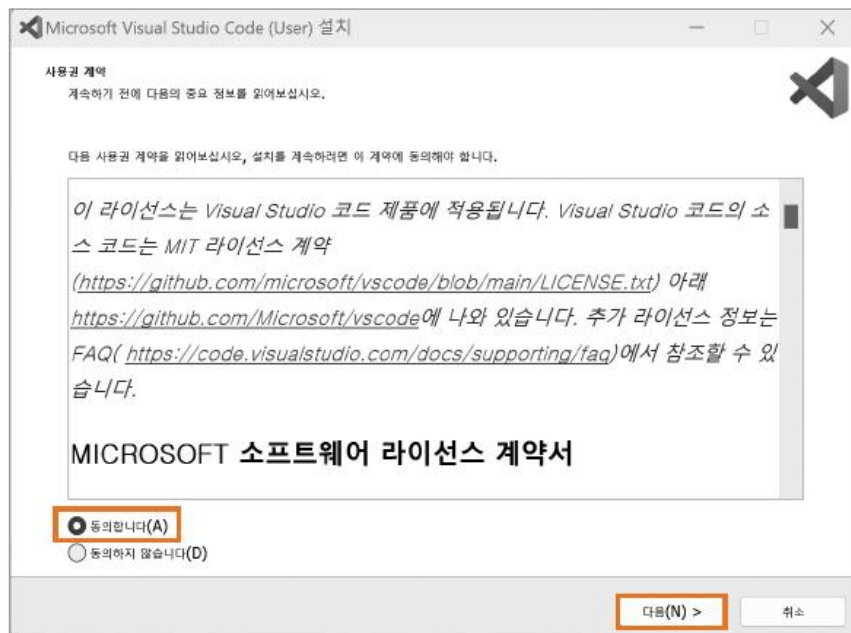 Microsoft Visual Studio Code (User) 설치
사용권 계약
계속하기 전에 다음의 중요 정보를 읽어보십시오.
다음 사용권 계약을 읽어보십시오, 설치를 계속하려면 이 계약에 동의해야 합니다.
이 라이선스는 Visual Studio 코드 제품에 적용됩니다. Visual Studio 코드의 소
스 코드는 MIT 라이선스 계약
(https://github.com/microsoft/vscode/blob/main/LICENSE.txt) 아래
https://github.com/Microsoft/vscode에 나와 있습니다. 추가 라이선스 정보는
FAQ( https://code.visualstudio.com/docs/supporting/faq)에서 참조할 수 있
습니다.
MICROSOFT 소프트웨어 라이선스 계약서
동의합니다(A)
동의하지 않습니다(D)
다음(N) >
취소